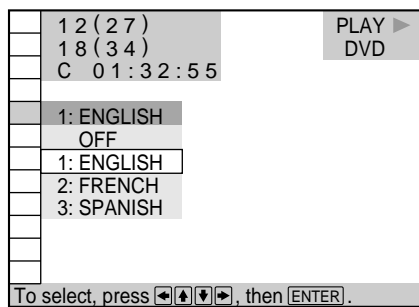 12(27)
18(34)
C 01:32:55
PLAY ▶
DVD
1: ENGLISH
OFF
1: ENGLISH
2: FRENCH
3: SPANISH
To select, press ←↑↓→, then ENTER.